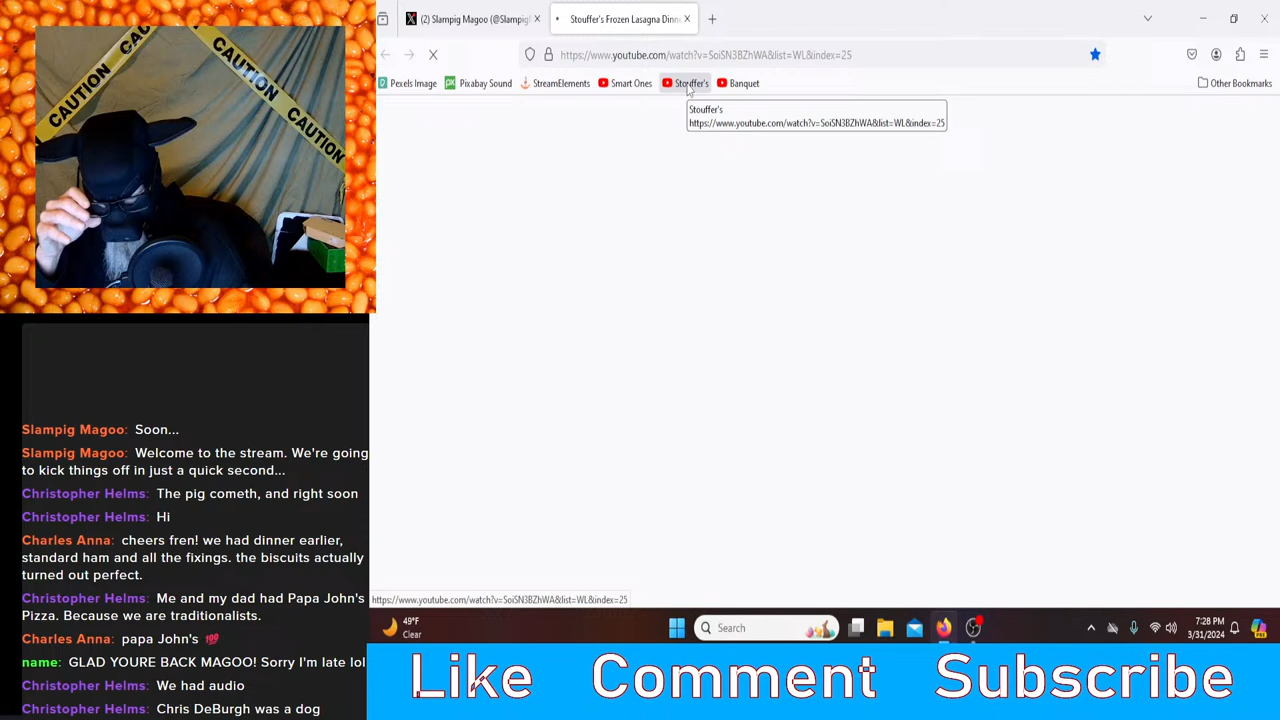 (2) Slampig Magoo (@Slampig
Stouffer's Frozen Lasagna Dinne
https://www.youtube.com/watch?v=SoiSN3BZhWA&list=WL&index=25
Pexels Image
Pixabay Sound
StreamElements
Smart Ones
Stouffer's
Banquet
Other Bookmarks
Stouffer's
https://www.youtube.com/watch?v=SoiSN3BZhWA&list=WL&index=25
CAUTION
CAUTION
CAUTION
CAU
Slampig Magoo: Soon...
Slampig Magoo: Welcome to the stream. We're going
to kick things off in just a quick second...
Christopher Helms: The pig cometh, and right soon
Christopher Helms: Hi
Charles Anna: cheers fren! we had dinner earlier,
standard ham and all the fixings. the biscuits actually
turned out perfect.
Christopher Helms: Me and my dad had Papa John's
Pizza. Because we are traditionalists.
Charles Anna: papa John's 💯
name: GLAD YOURE BACK MAGOO! Sorry I'm late lol
Christopher Helms: We had audio
Christopher Helms: Chris DeBurgh was a dog
https://www.youtube.com/watch?v=SoiSN3BZhWA&list=WL&index=25
49°F
Clear
Search
7:28 PM
3/31/2024
Like Comment Subscribe